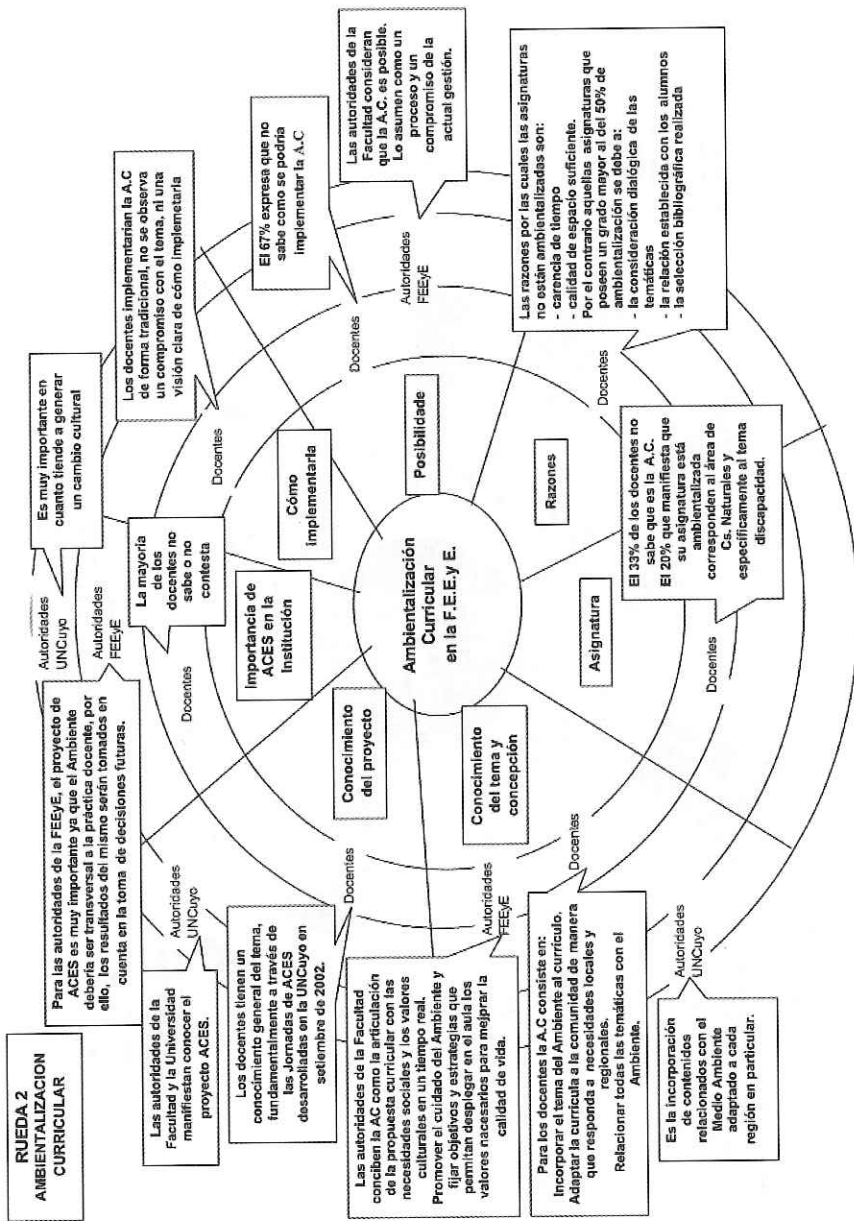 RUEDA 2
AMBIENTALIZACION
CURRICULAR
Para las autoridades de la FEEyE, el proyecto de
ACES es muy importante ya que el Ambiente
debería ser transversal a la práctica docente, por
ello, los resultados del mismo serán tomados en
cuenta en la toma de decisiones futuras.
Autoridades
UNCuyo
Es muy importante en
cuanto tiende a generar
un cambio cultural
Autoridades
FEEyE
La mayoría
de los
docentes no
sabe o no
contesta
Docentes
Importancia de
ACES en la
Institución
Los docentes implementarían la A.C
de forma tradicional, no se observa
un compromiso con el tema, ni una
visión clara de cómo implemetarla
Docentes
Cómo
implementarla
El 67% expresa que no
sabe como se podría
implementar la A.C
Docentes
Las autoridades de la
Facultad consideran
que la A.C. es posible.
Lo asumen como un
proceso y un
compromiso de la
actual gestión.
Autoridades
FEEyE
Posibilidade
Las razones por las cuales las asignaturas
no están ambientalizadas son:
- carencia de tiempo
- calidad de espacio suficiente.
Por el contrario aquellas asignaturas que
poseen un grado mayor al del 50% de
ambientalización se debe a:
- la consideración dialógica de las
temáticas
- la relación establecida con los alumnos
- la selección bibliográfica realizada
Docentes
Razones
El 33% de los docentes no
sabe que es la A.C.
El 20% que manifiesta que
su asignatura está
ambientalizada
corresponden al área de
Cs. Naturales y
específicamente al tema
discapacidad.
Docentes
Asignatura
Ambientalización
Curricular
en la F.E.E.y E.
Conocimiento
del proyecto
Autoridades
UNCuyo
Las autoridades de la
Facultad y la Universidad
manifiestan conocer el
proyecto ACES.
Docentes
Los docentes tienen un
conocimiento general del tema,
fundamentalmente a través de
las Jornadas de ACES
desarrolladas en la UNCuyo en
setiembre de 2002.
Conocimiento
del tema y
concepción
Autoridades
FEEyE
Las autoridades de la Facultad
conciben la AC como la articulación
de la propuesta curricular con las
necesidades sociales y los valores
culturales en un tiempo real.
Promover el cuidado del Ambiente y
fijar objetivos y estrategias que
permitan desplegar en el aula los
valores necesarios para mejprar la
calidad de vida.
Docentes
Para los docentes la A.C consiste en:
Incorporar el tema del Ambiente al currículo.
Adaptar la currícula a la comunidad de manera
que responda a necesidades locales y
regionales.
Relacionar todas las temáticas con el
Ambiente.
Autoridades
UNCuyo
Es la incorporación
de contenidos
relacionados con el
Medio Ambiente
adaptado a cada
región en particular.